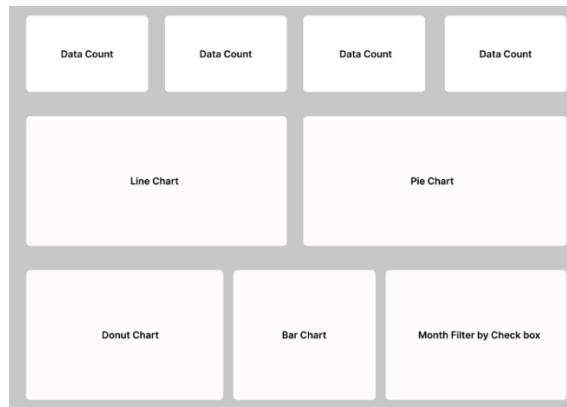 Data Count
Data Count
Data Count
Data Count
Line Chart
Pie Chart
Donut Chart
Bar Chart
Month Filter by Check box